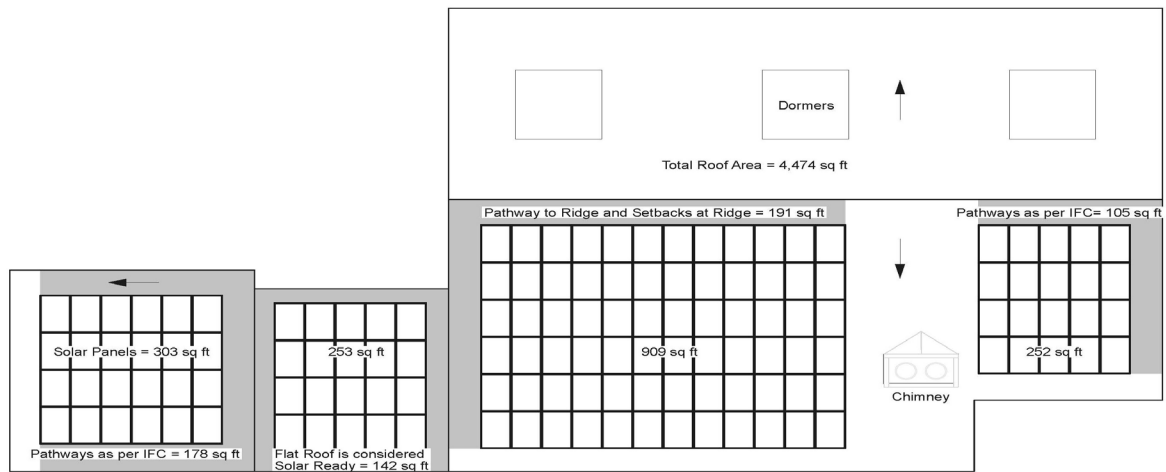 Dormers
Total Roof Area = 4,474 sq ft
Pathway to Ridge and Setbacks at Ridge = 191 sq ft
Pathways as per IFC= 105 sq ft
Solar Panels = 303 sq ft
253 sq ft
909 sq ft
252 sq ft
Chimney
Pathways as per IFC = 178 sq ft
Flat Roof is considered
Solar Ready = 142 sq ft